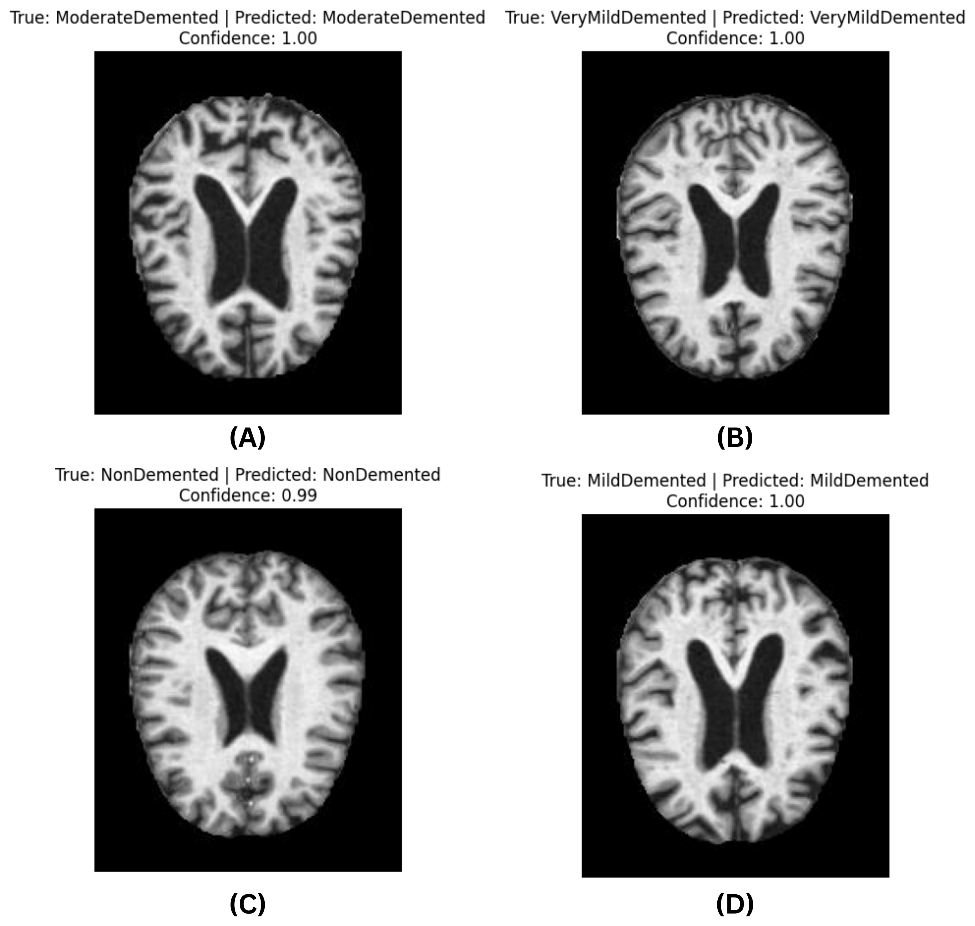 True: ModerateDemented | Predicted: ModerateDemented
Confidence: 1.00
True: VeryMildDemented | Predicted: VeryMildDemented
Confidence: 1.00
(A)
(B)
True: NonDemented | Predicted: NonDemented
Confidence: 0.99
True: MildDemented | Predicted: MildDemented
Confidence: 1.00
(C)
(D)